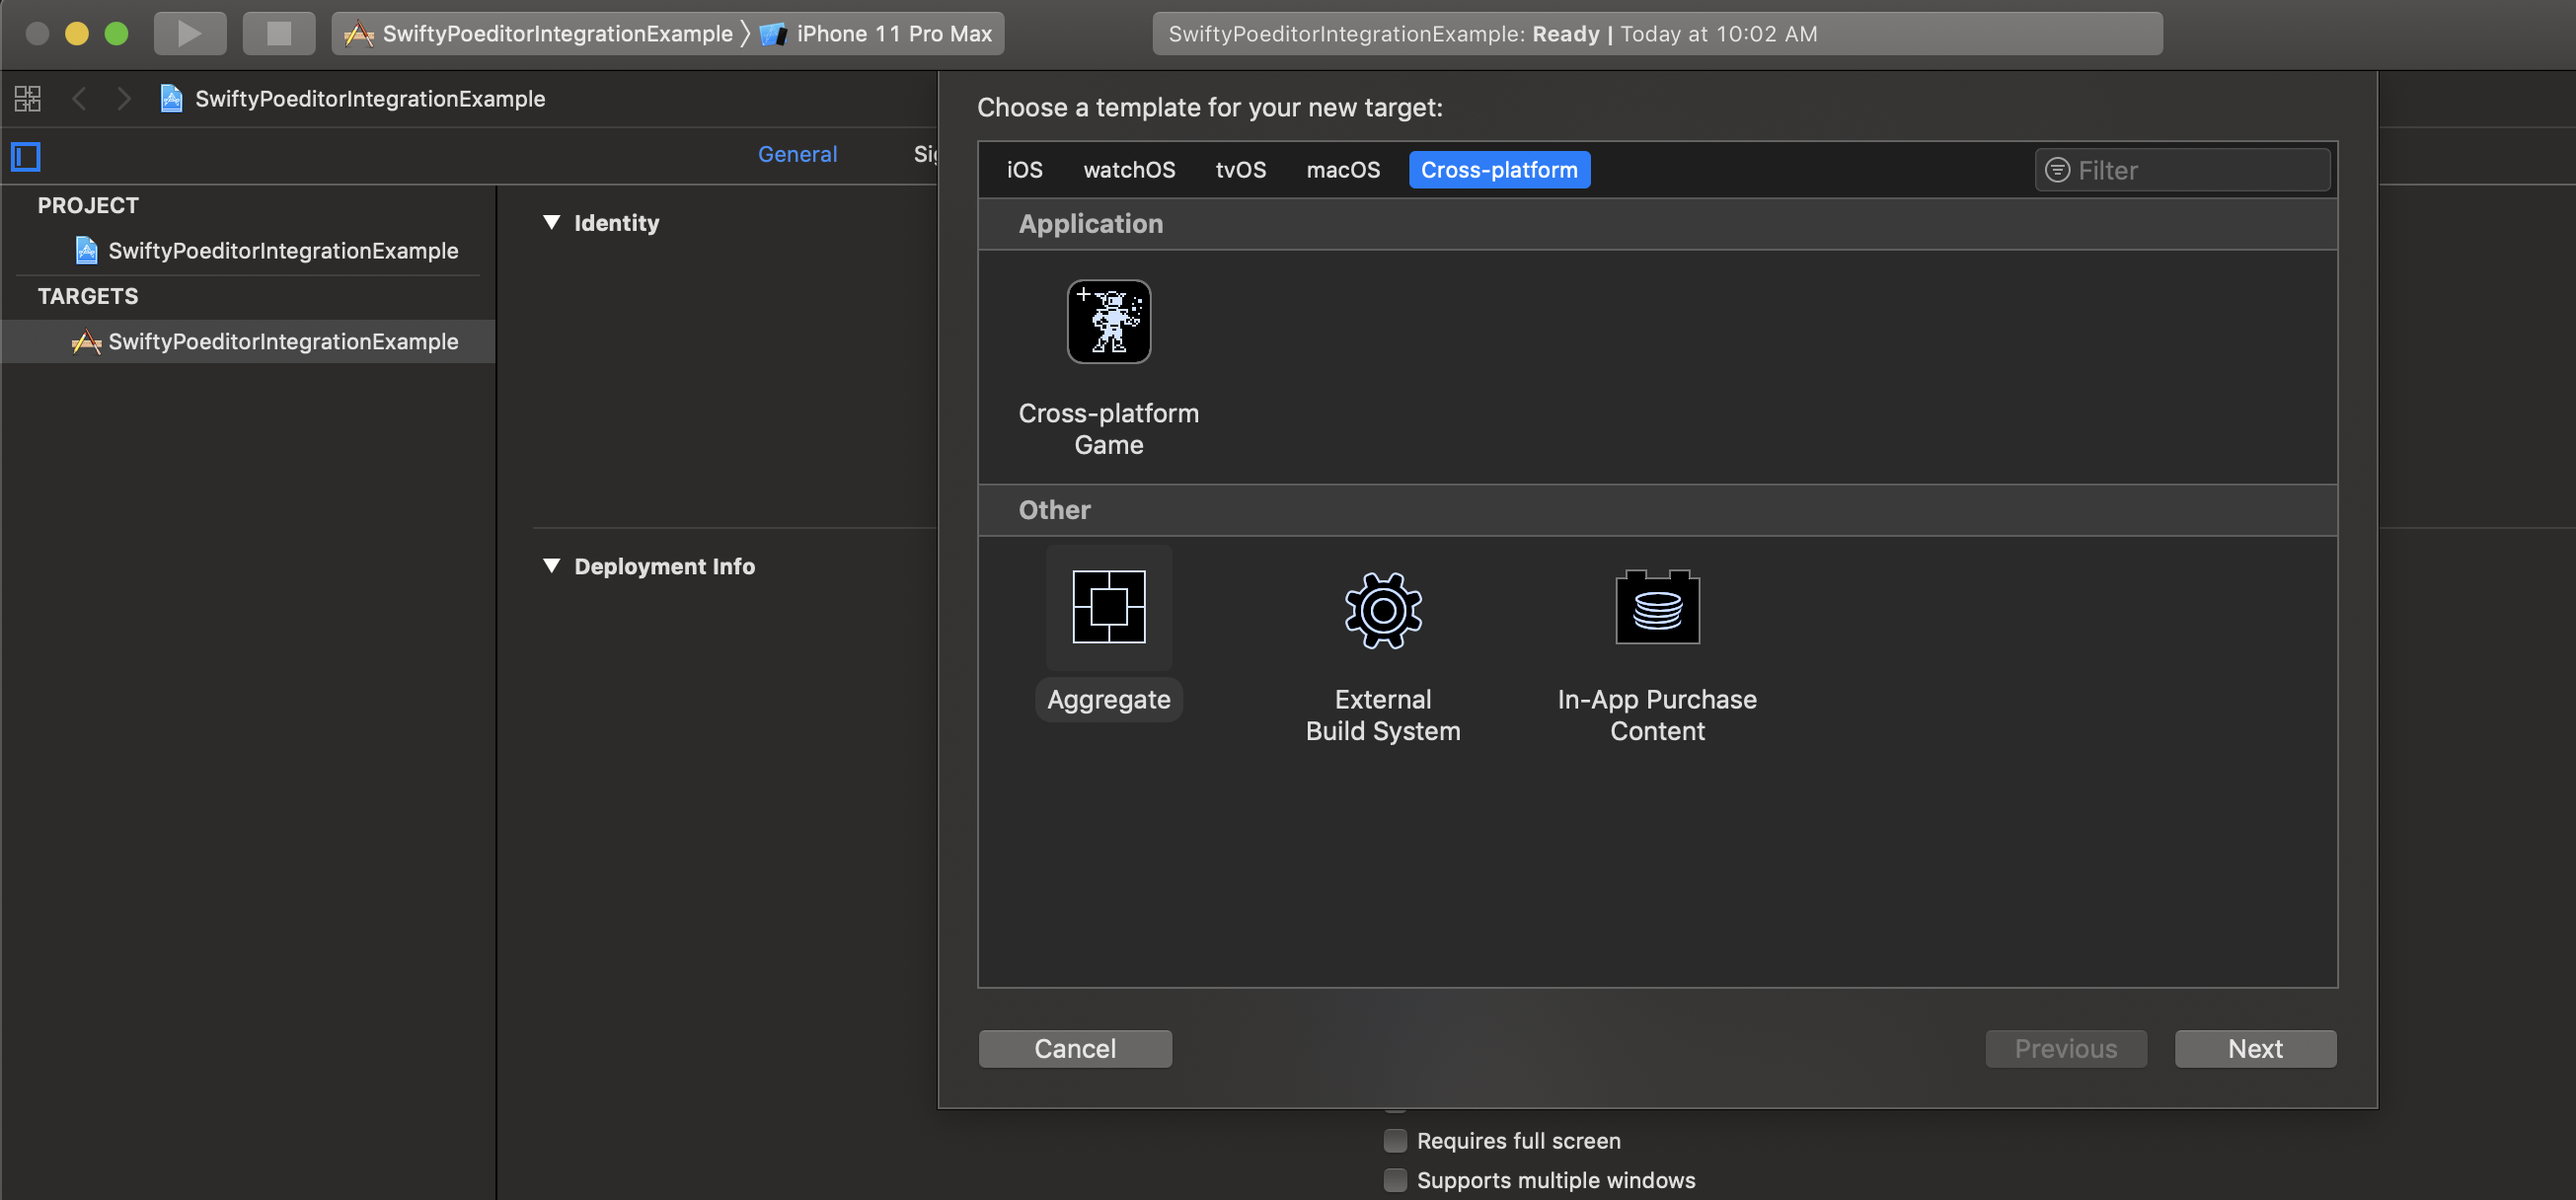 SwiftyPoeditorIntegrationExample 〉 iPhone 11 Pro Max
SwiftyPoeditorIntegrationExample: Ready | Today at 10:02 AM
SwiftyPoeditorIntegrationExample
General
Sig
PROJECT
SwiftyPoeditorIntegrationExample
TARGETS
SwiftyPoeditorIntegrationExample
Identity
Deployment Info
Choose a template for your new target:
iOS watchOS tvOS macOS Cross-platform
Filter
Application
Cross-platform
Game
Other
Aggregate
External
Build System
In-App Purchase
Content
Cancel
Previous
Next
Requires full screen
Supports multiple windows